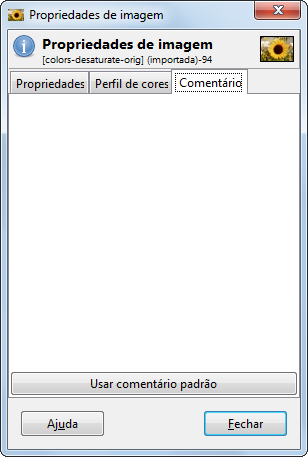 Propriedades de imagem
Propriedades de imagem
[colors-desaturate-orig] (importada)-94
Propriedades
Perfil de cores
Comentário
Usar comentário padrão
Ajuda
Fechar